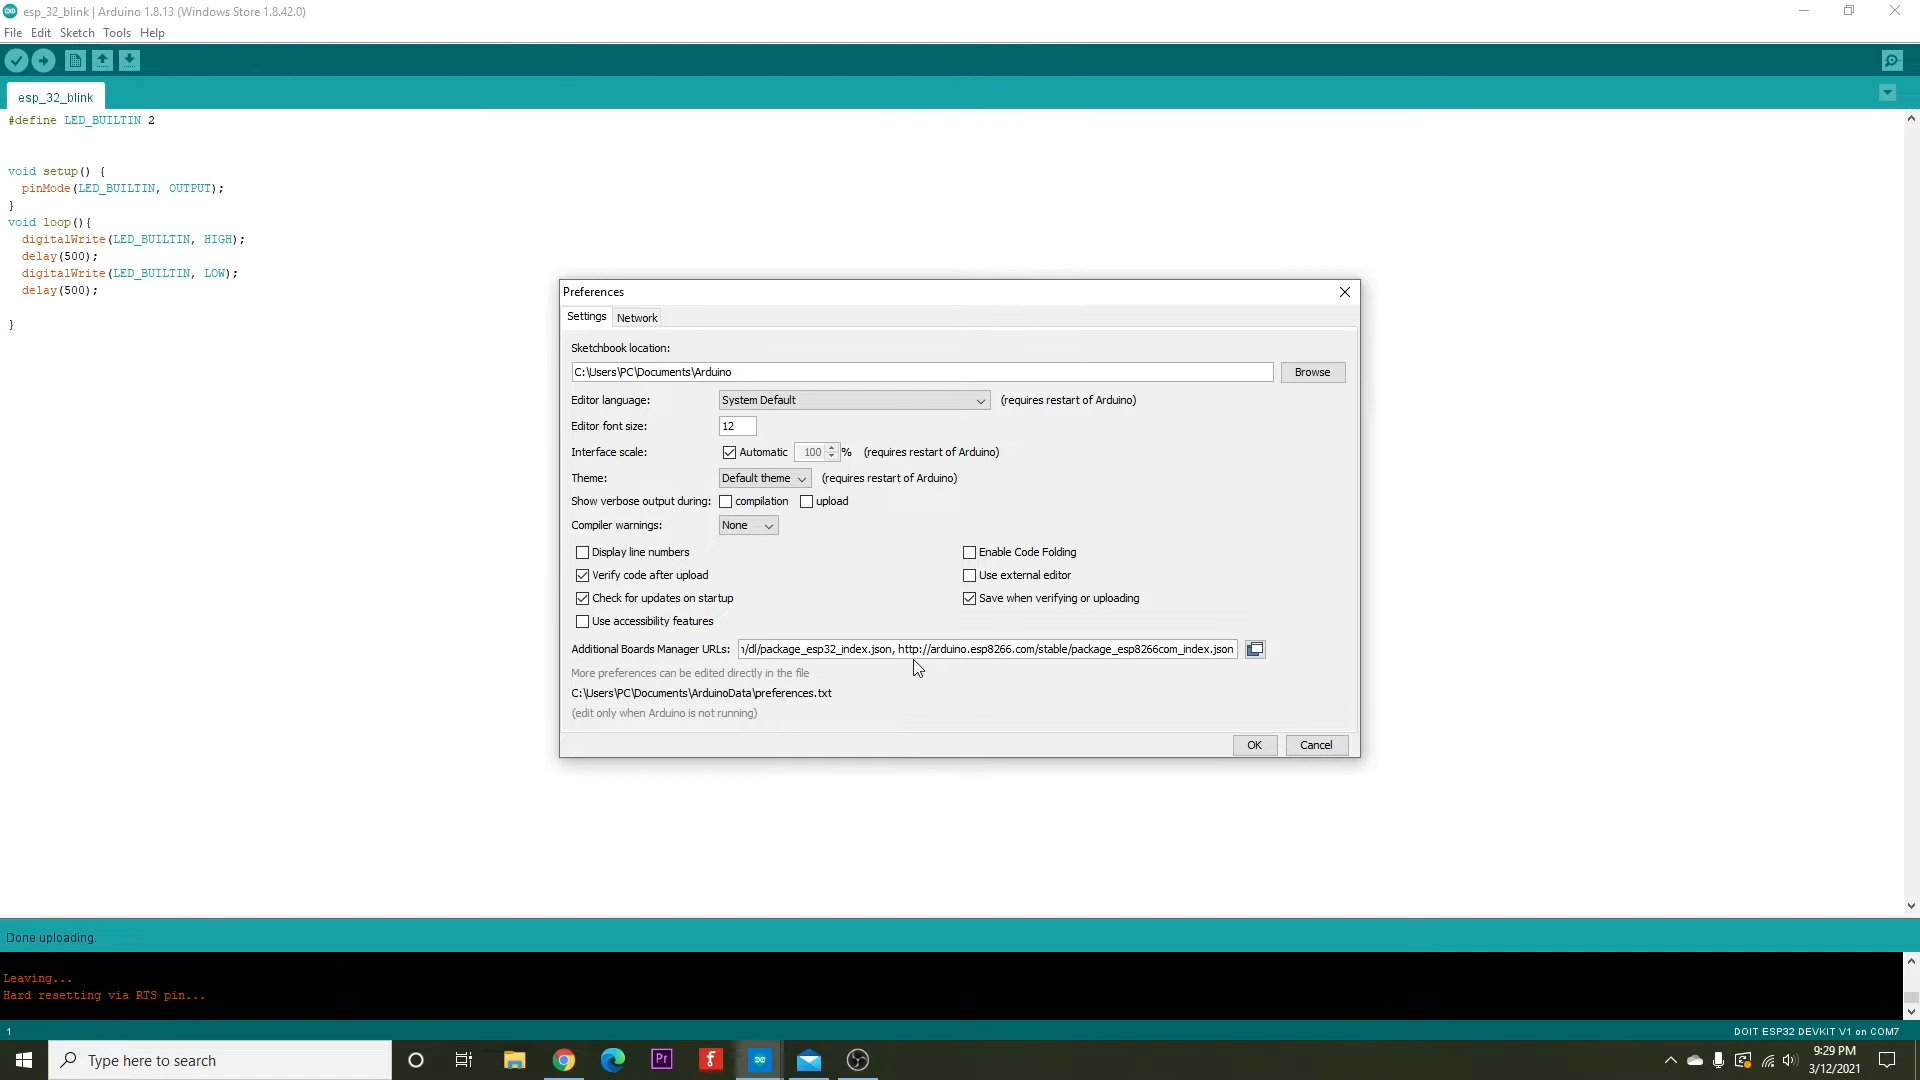 esp_32_blink | Arduino 1.8.13 (Windows Store 1.8.42.0)
File Edit Sketch Tools Help
esp_32_blink
#define LED_BUILTIN 2
void setup() {
pinMode(LED_BUILTIN, OUTPUT);
}
void loop(){
digitalWrite(LED_BUILTIN, HIGH);
delay(500);
digitalWrite(LED_BUILTIN, LOW);
delay(500);
}
Preferences
Settings Network
Sketchbook location:
C:\Users\PC\Documents\Arduino Browse
Editor language: System Default (requires restart of Arduino)
Editor font size: 12
Interface scale: Automatic 100 % (requires restart of Arduino)
Theme: Default theme (requires restart of Arduino)
Show verbose output during: compilation upload
Compiler warnings: None
Display line numbers Enable Code Folding
Verify code after upload Use external editor
Check for updates on startup Save when verifying or uploading
Use accessibility features
Additional Boards Manager URLs: /dl/package_esp32_index.json, http://arduino.esp8266.com/stable/package_esp8266com_index.json
More preferences can be edited directly in the file
C:\Users\PC\Documents\ArduinoData\preferences.txt
(edit only when Arduino is not running)
OK Cancel
Done uploading.
Leaving...
Hard resetting via RTS pin...
1 DOIT ESP32 DEVKIT V1 on COM7
Type here to search Pr 9:29 PM
3/12/2021